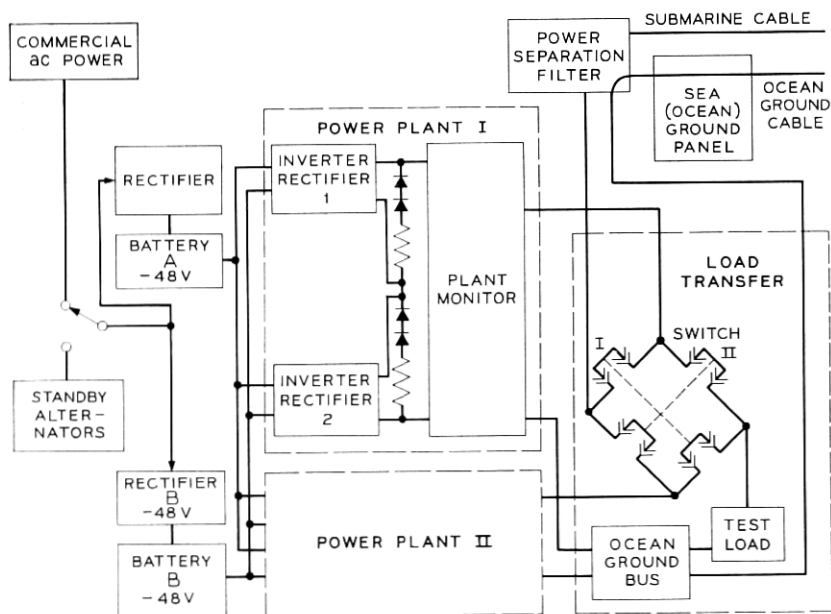 COMMERCIAL
ac POWER
POWER
SEPARATION
FILTER
SUBMARINE CABLE
SEA
(OCEAN)
GROUND
PANEL
OCEAN
GROUND
CABLE
RECTIFIER
BATTERY
A
-48V
POWER PLANT I
INVERTER
RECTIFIER
1
PLANT
MONITOR
INVERTER
RECTIFIER
2
LOAD
TRANSFER
SWITCH
I
II
STANDBY
ALTER-
NATORS
RECTIFIER
B
-48V
BATTERY
B
-48V
POWER PLANT II
OCEAN
GROUND
BUS
TEST
LOAD